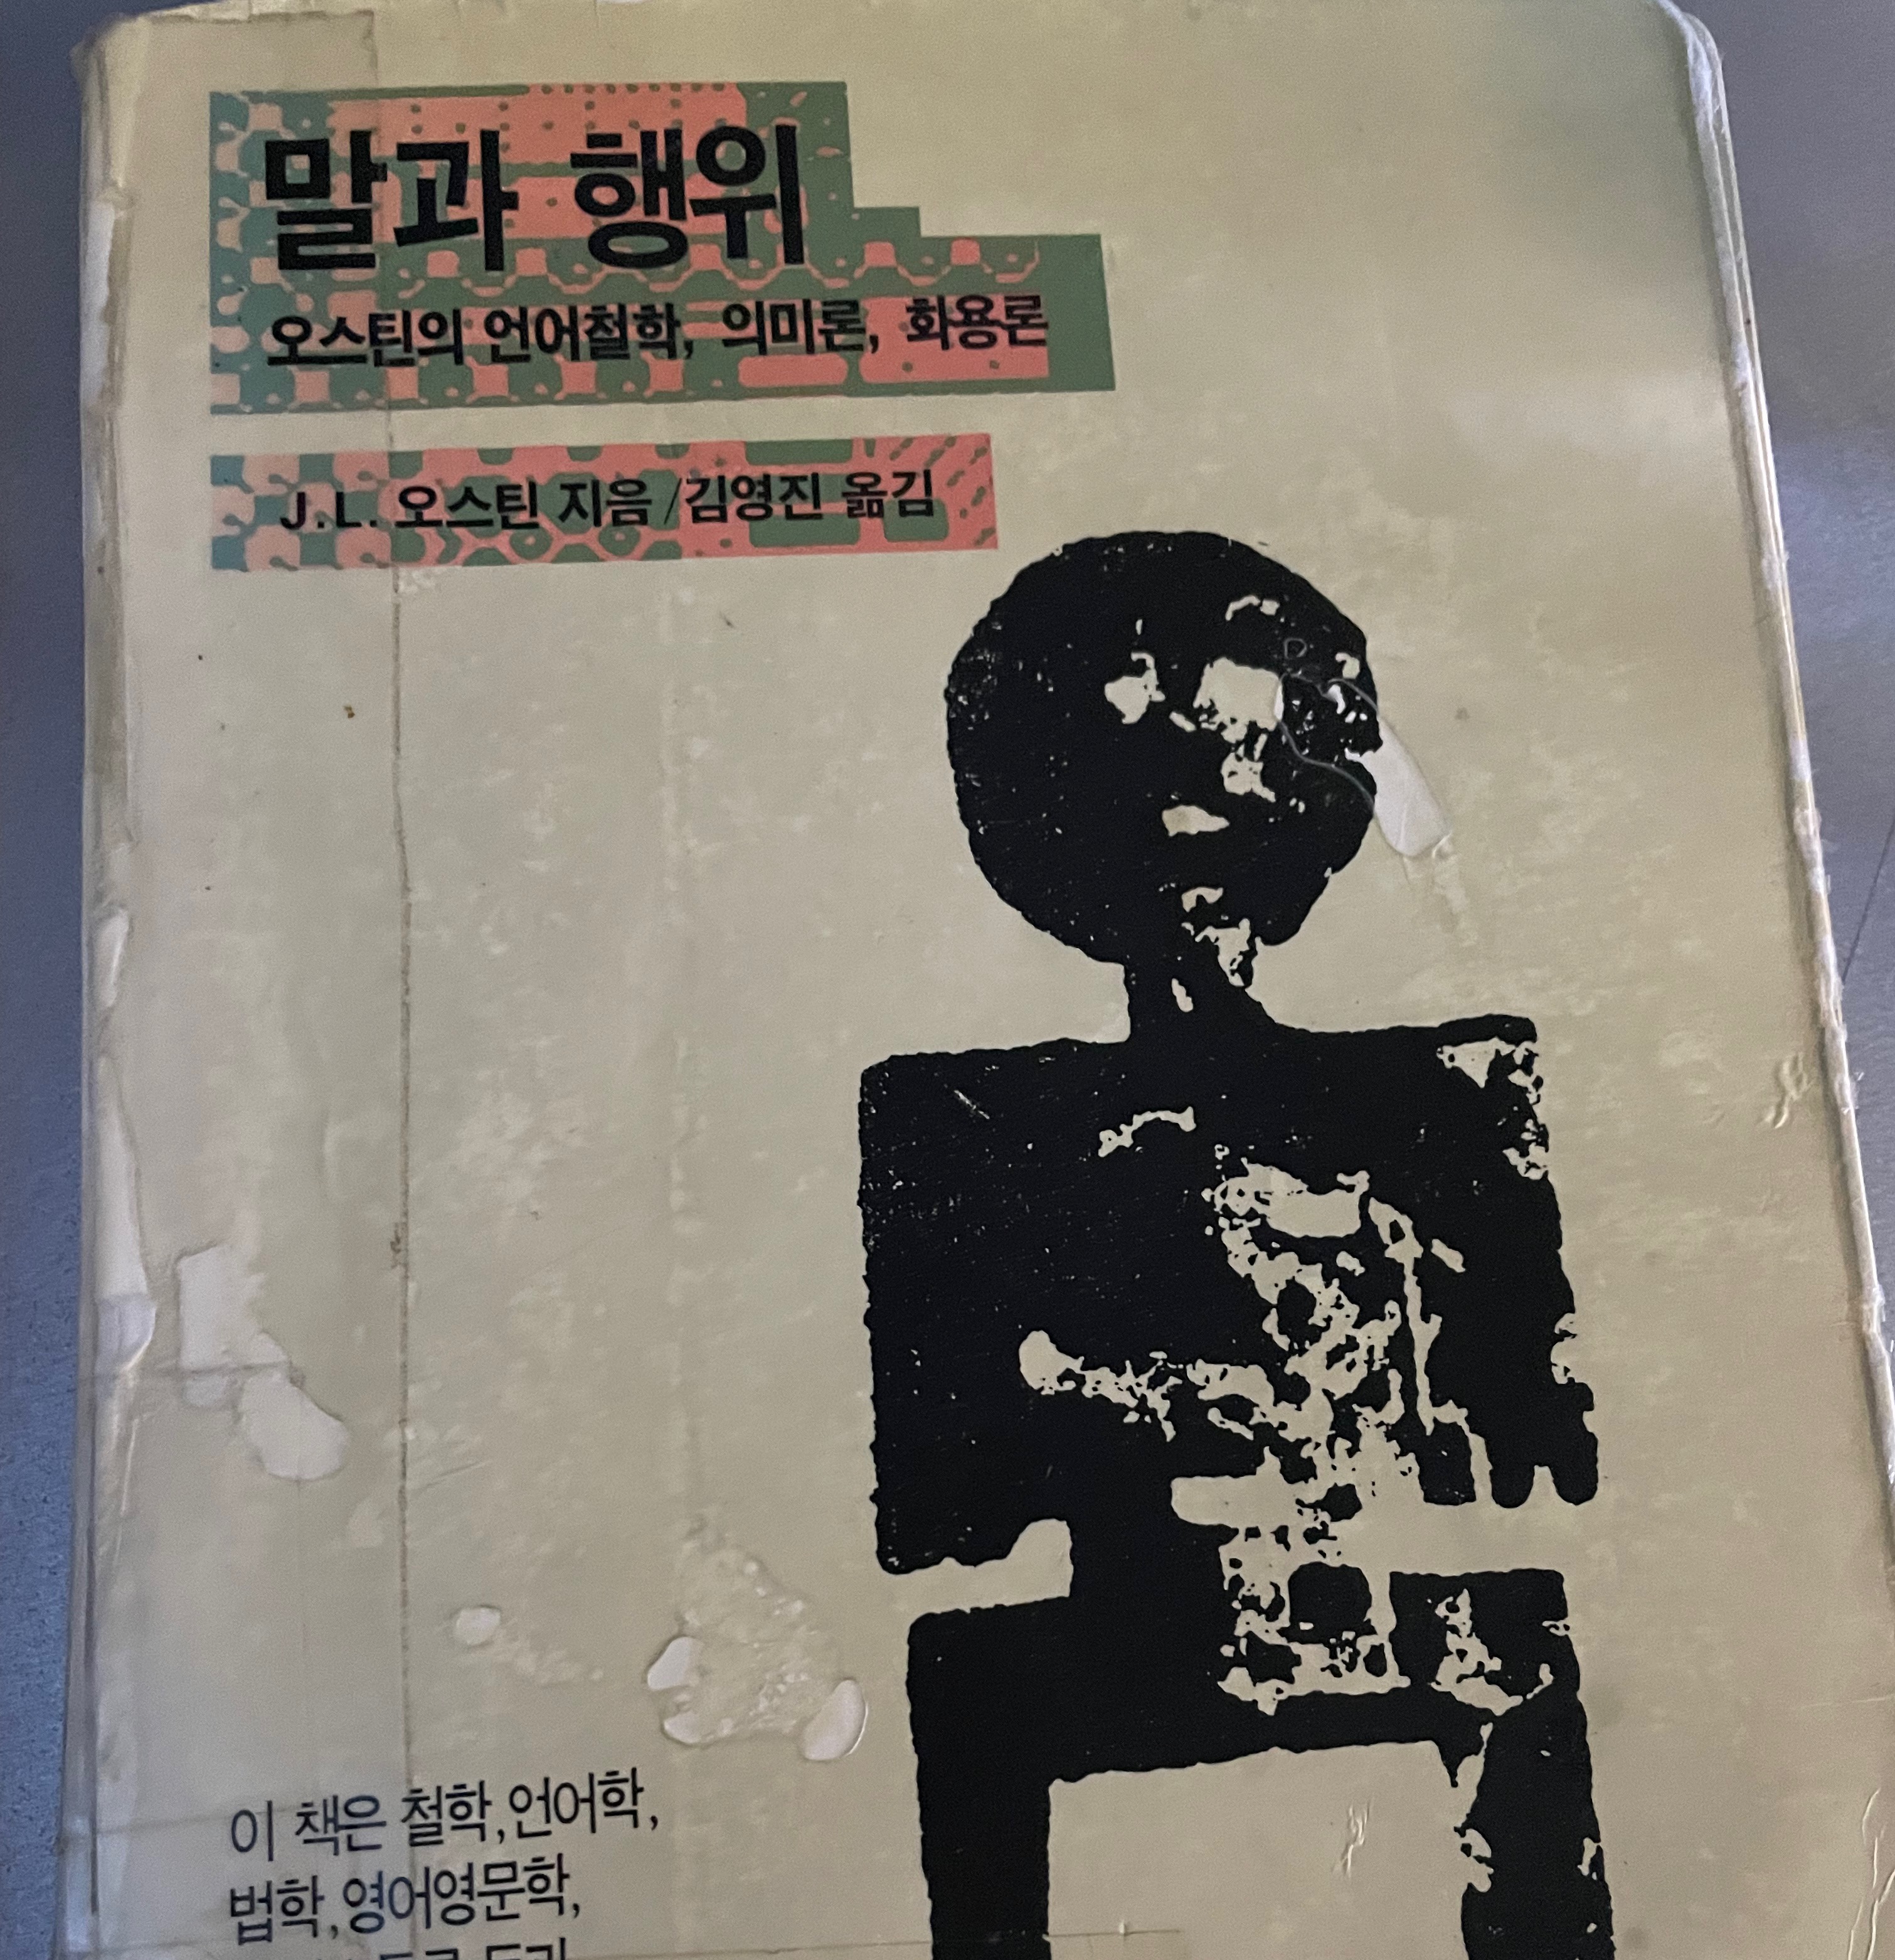 말과 행위
오스틴의 언어철학, 의미론, 화용론
J.L. 오스틴 지음/김영진 옮김
이 책은 철학,언어학,
법학,영어영문학,